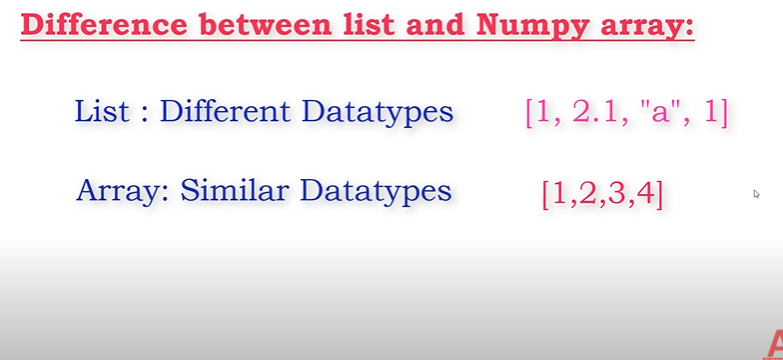 Difference between list and Numpy array:
List : Different Datatypes [1, 2.1, "a", 1]
Array: Similar Datatypes [1,2,3,4]